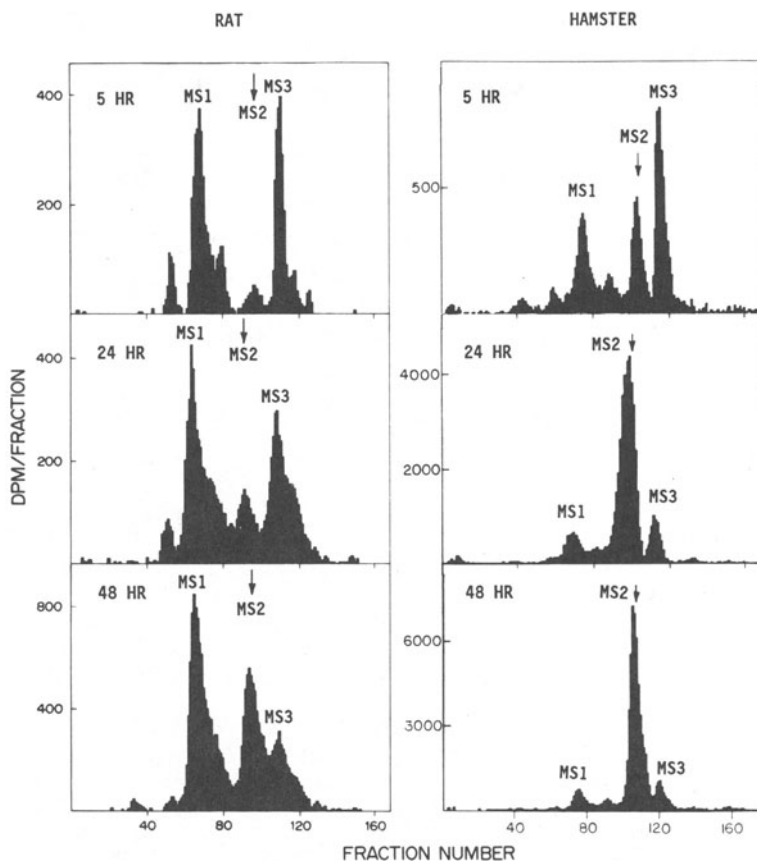 RAT
HAMSTER
5 HR
MS1
MS2
MS3
400
200
5 HR
MS1
MS2
MS3
500
24 HR
MS1
MS2
MS3
400
200
24 HR
MS1
MS2
MS3
4000
2000
48 HR
MS1
MS2
MS3
800
400
40 80 120 160
48 HR
MS1
MS2
MS3
6000
3000
40 80 120 160
DPM/FRACTION
FRACTION NUMBER